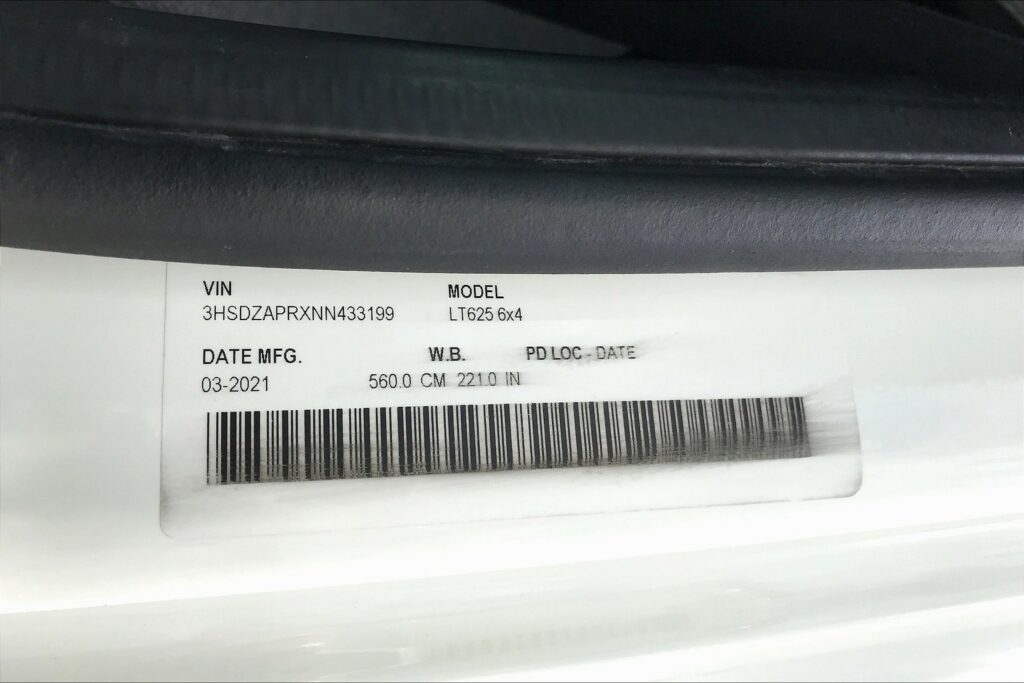 VIN MODEL
3HSDZAPRXNN433199 LT625 6x4
DATE MFG. W.B. PD LOC - DATE
03-2021 560.0 CM 221.0 IN